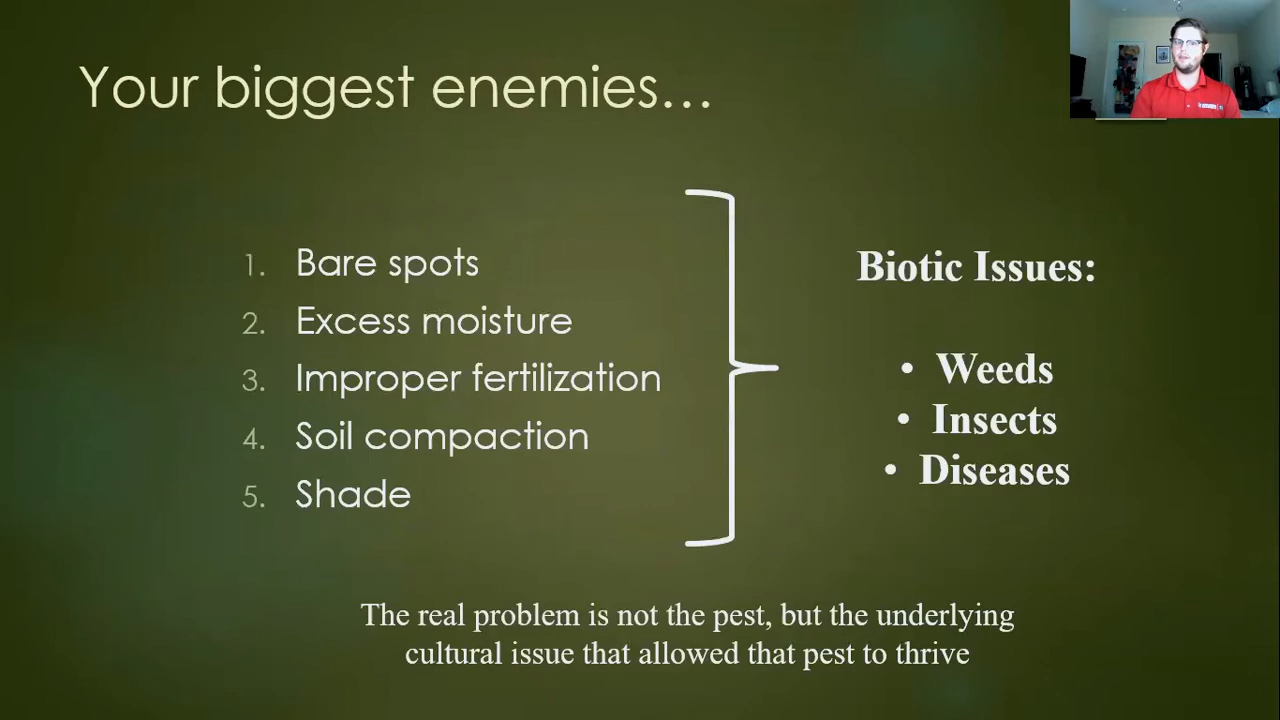 Your biggest enemies…
1. Bare spots
2. Excess moisture
3. Improper fertilization
4. Soil compaction
5. Shade
Biotic Issues:
• Weeds
• Insects
• Diseases
The real problem is not the pest, but the underlying
cultural issue that allowed that pest to thrive